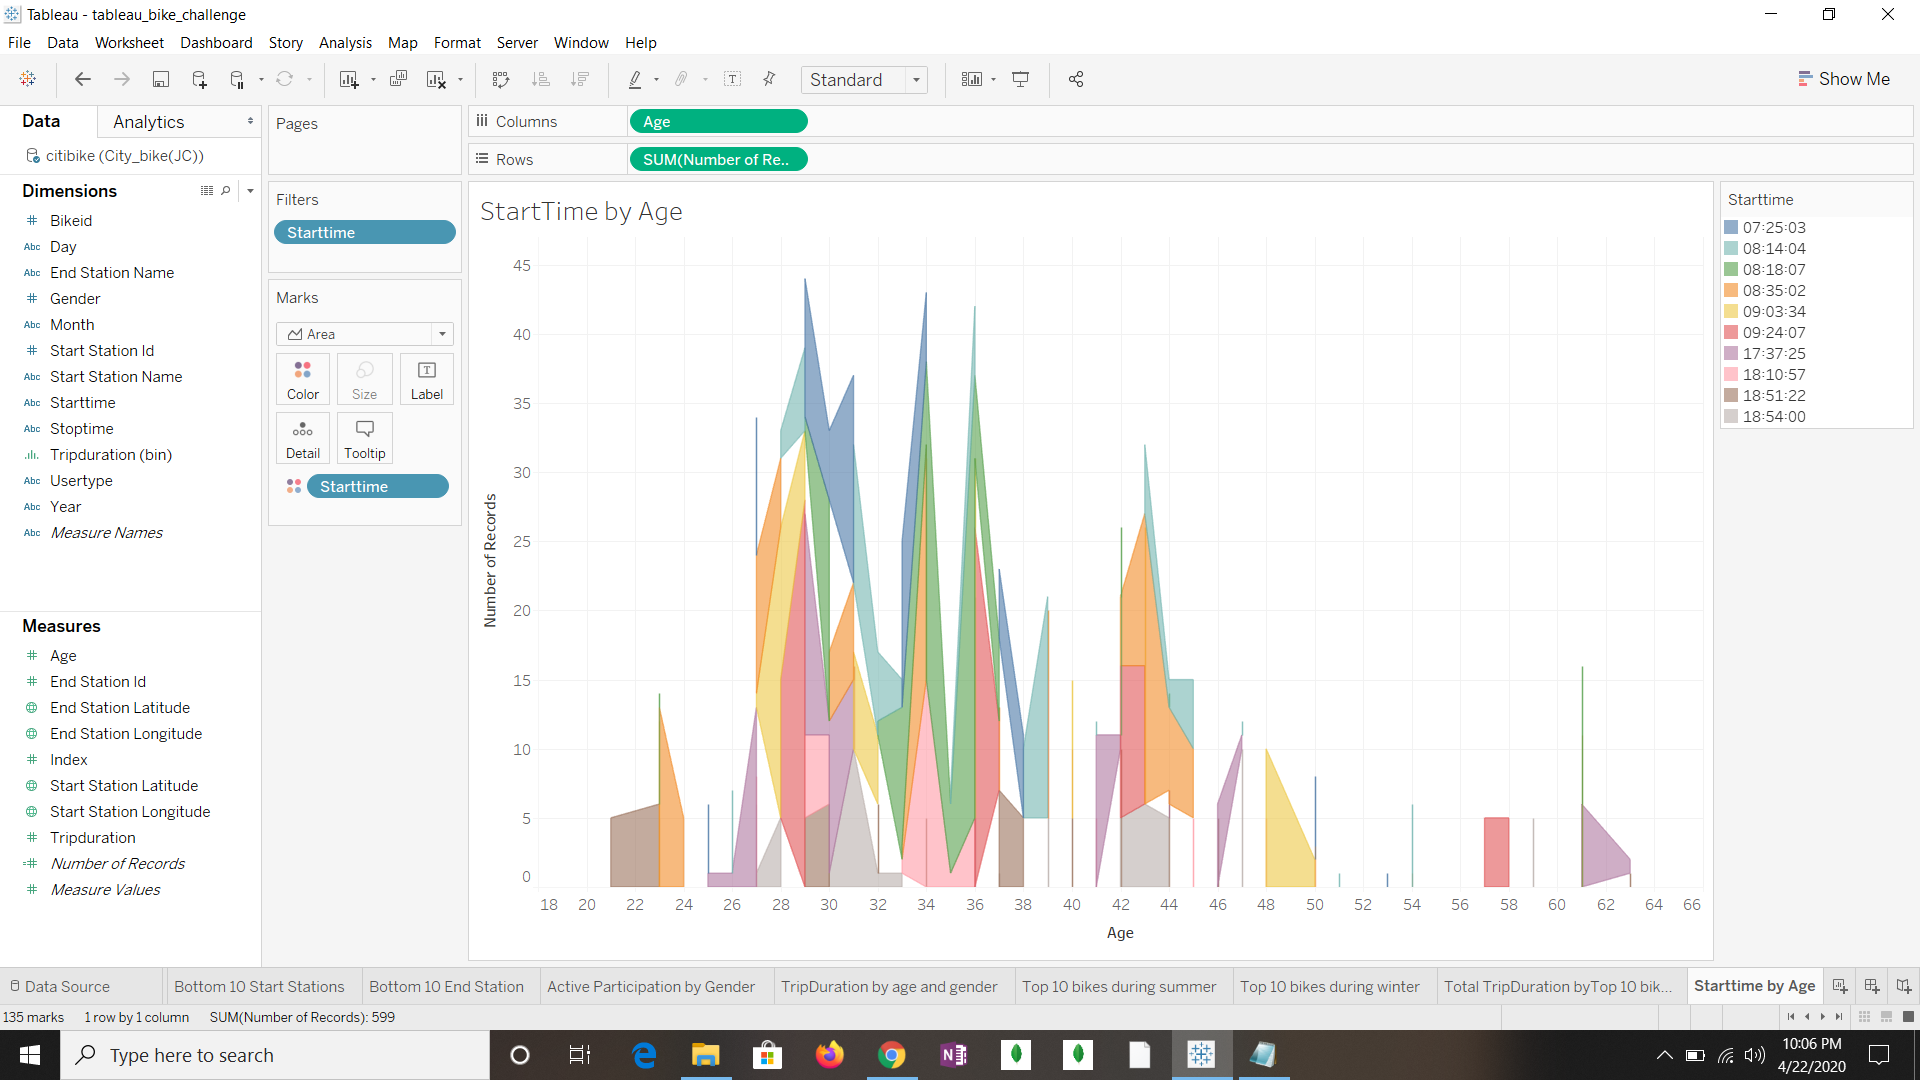 Tableau - tableau_bike_challenge
File Data Worksheet Dashboard Story Analysis Map Format Server Window Help
Standard
Show Me
Data Analytics
citibike (City_bike(JC))
Dimensions
# Bikeid
Abc Day
Abc End Station Name
# Gender
Abc Month
# Start Station Id
Abc Start Station Name
Abc Starttime
Abc Stoptime
Tripduration (bin)
Abc Usertype
Abc Year
Abc Measure Names
Measures
# Age
# End Station Id
End Station Latitude
End Station Longitude
# Index
Start Station Latitude
Start Station Longitude
# Tripduration
=# Number of Records
# Measure Values
Pages
Filters
Starttime
Marks
Area
Color Size T Label
Detail Tooltip
Starttime
Columns Age
Rows SUM(Number of Re..
StartTime by Age
45
40
35
30
25
20
15
10
5
0
Number of Records
18 20 22 24 26 28 30 32 34 36 38 40 42 44 46 48 50 52 54 56 58 60 62 64 66
Age
Starttime
07:25:03
08:14:04
08:18:07
08:35:02
09:03:34
09:24:07
17:37:25
18:10:57
18:51:22
18:54:00
Data Source Bottom 10 Start Stations Bottom 10 End Station Active Participation by Gender TripDuration by age and gender Top 10 bikes during summer Top 10 bikes during winter Total TripDuration byTop 10 bik... Starttime by Age
135 marks 1 row by 1 column SUM(Number of Records): 599
Type here to search
10:06 PM
4/22/2020